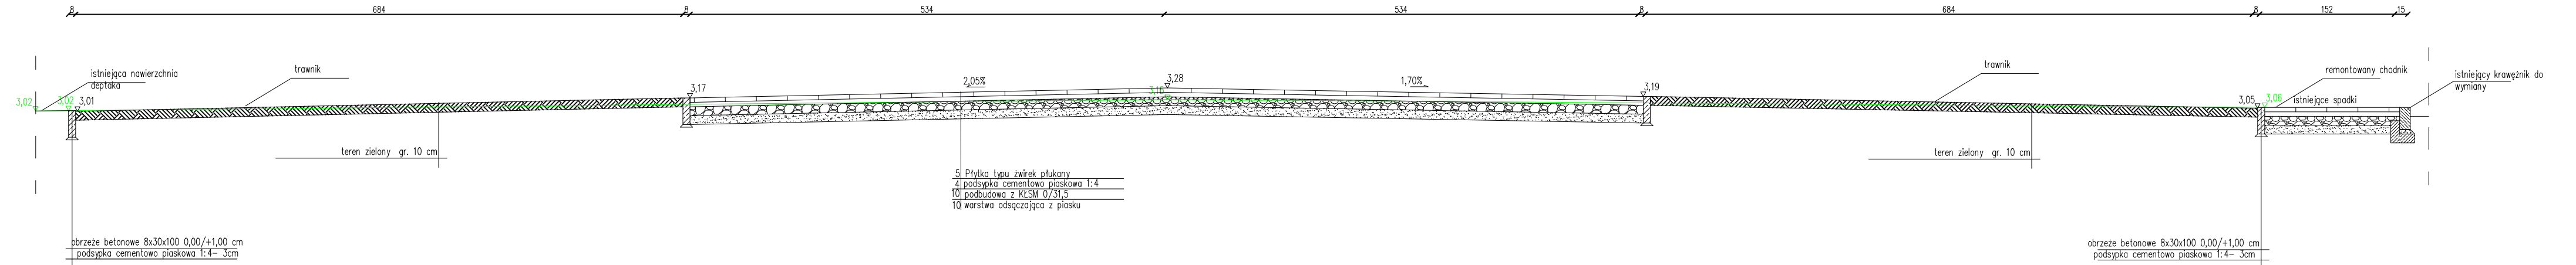 8 684 8 534 534 8 684 8 152 15
istniejąca nawierzchnia
deptaka
trawnik
3,02 3,02 3,01
3,17
2,05%
3,28
1,70%
3,19
trawnik
remontowany chodnik
istniejący krawężnik do
wymiany
3,05 3,06 istniejące spadki
teren zielony gr. 10 cm
teren zielony gr. 10 cm
5 Płytka typu żwirek płukany
4 podsypka cementowo piaskowa 1:4
10 podbudowa z KŁSM 0/31,5
10 warstwa odsączająca z piasku
obrzeże betonowe 8x30x100 0,00/+1,00 cm
podsypka cementowo piaskowa 1:4- 3cm
obrzeże betonowe 8x30x100 0,00/+1,00 cm
podsypka cementowo piaskowa 1:4- 3cm